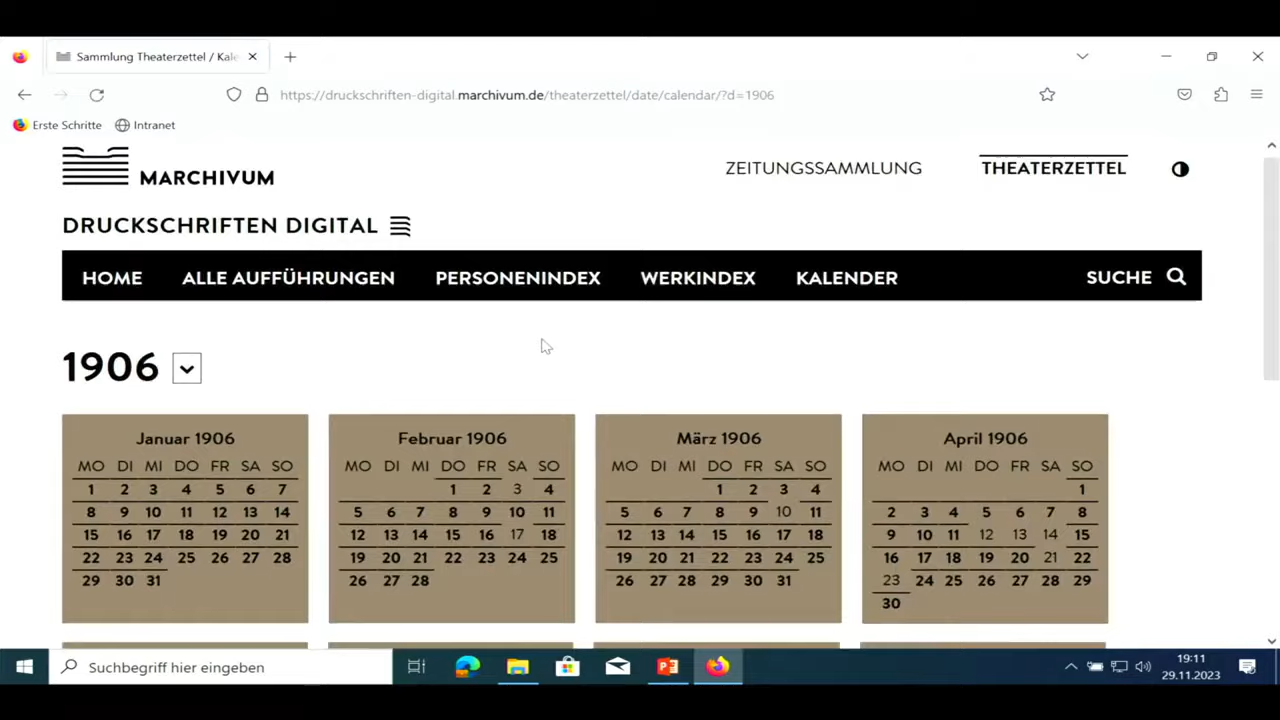 Sammlung Theaterzettel / Kale
https://druckschriften-digital.marchivum.de/theaterzettel/date/calendar/?d=1906
Erste Schritte Intranet
MARCHIVUM
ZEITUNGSSAMMLUNG THEATERZETTEL
DRUCKSCHRIFTEN DIGITAL
HOME ALLE AUFFÜHRUNGEN PERSONENINDEX WERKINDEX KALENDER SUCHE
1906
Januar 1906
MO DI MI DO FR SA SO
1 2 3 4 5 6 7
8 9 10 11 12 13 14
15 16 17 18 19 20 21
22 23 24 25 26 27 28
29 30 31
Februar 1906
MO DI MI DO FR SA SO
1 2 3 4
5 6 7 8 9 10 11
12 13 14 15 16 17 18
19 20 21 22 23 24 25
26 27 28
März 1906
MO DI MI DO FR SA SO
1 2 3 4
5 6 7 8 9 10 11
12 13 14 15 16 17 18
19 20 21 22 23 24 25
26 27 28 29 30 31
April 1906
MO DI MI DO FR SA SO
1
2 3 4 5 6 7 8
9 10 11 12 13 14 15
16 17 18 19 20 21 22
23 24 25 26 27 28 29
30
Suchbegriff hier eingeben
19:11
29.11.2023